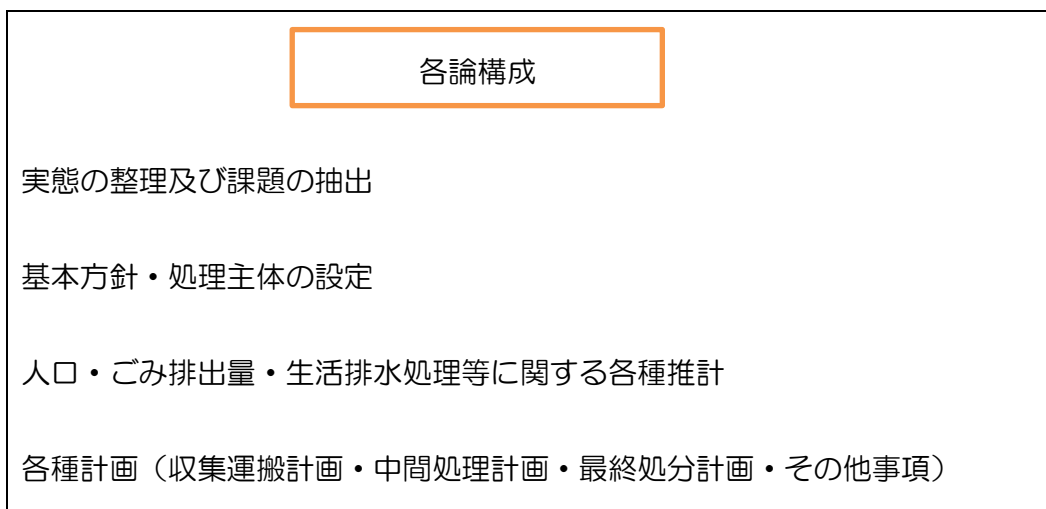 各論構成
実態の整理及び課題の抽出
基本方針・処理主体の設定
人口・ごみ排出量・生活排水処理等に関する各種推計
各種計画（収集運搬計画・中間処理計画・最終処分計画・その他事項）